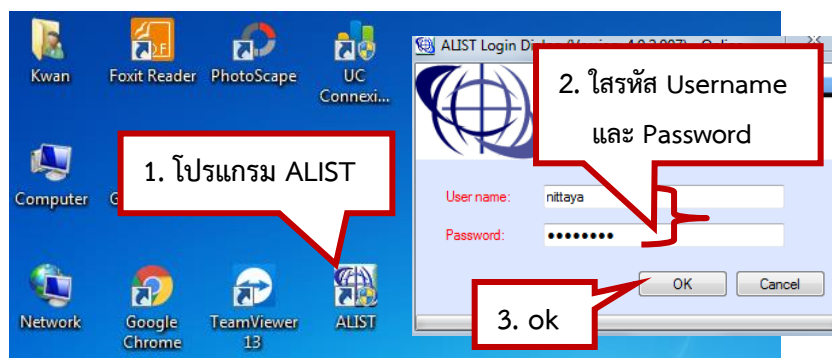 Kwan
Foxit Reader
PhotoScape
UC
Connexi...
ALIST Login
2. ใสรหัส Username
และ Password
1. โปรแกรม ALIST
Computer
G
User name:
nittaya
Password:
••••••••
OK
Cancel
3. ok
Network
Google
Chrome
TeamViewer
13
ALIST